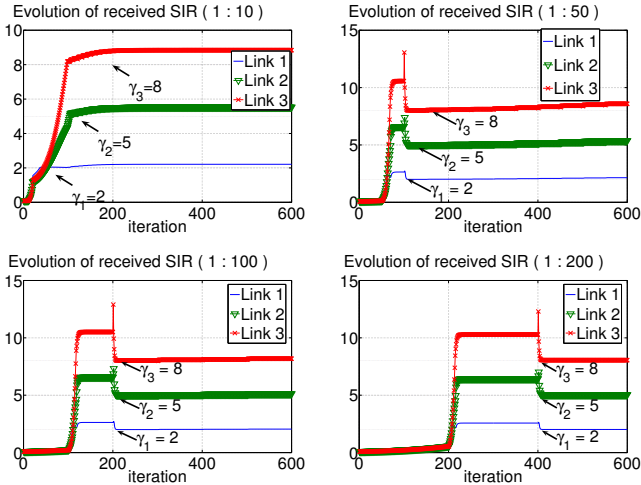 Evolution of received SIR ( 1 : 10 )
10
8
6
4
2
0
0
200
400
600
iteration
Link 1
Link 2
Link 3
γ3=8
γ2=5
γ1=2
Evolution of received SIR ( 1 : 50 )
15
10
5
0
0
200
400
600
iteration
Link 1
Link 2
Link 3
γ3 = 8
γ2 = 5
γ1 = 2
Evolution of received SIR ( 1 : 100 )
15
10
5
0
0
200
400
600
iteration
Link 1
Link 2
Link 3
γ3 = 8
γ2 = 5
γ1 = 2
Evolution of received SIR ( 1 : 200 )
15
10
5
0
0
200
400
600
iteration
Link 1
Link 2
Link 3
γ3 = 8
γ2 = 5
γ1 = 2